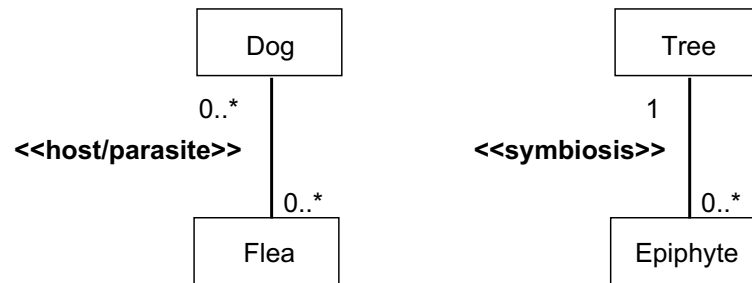 Dog
0..*
<<host/parasite>>
0..*
Flea
Tree
1
<<symbiosis>>
0..*
Epiphyte